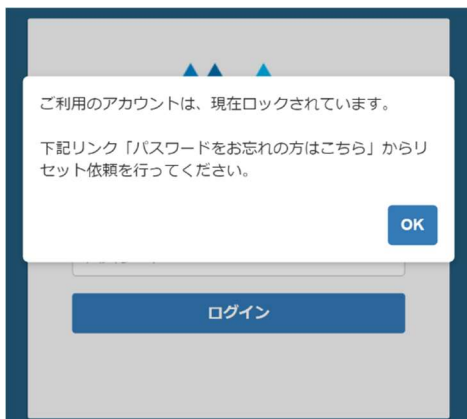 ご利用のアカウントは、現在ロックされています。
下記リンク「パスワードをお忘れの方はこちら」からリ
セット依頼を行ってください。
OK
ログイン